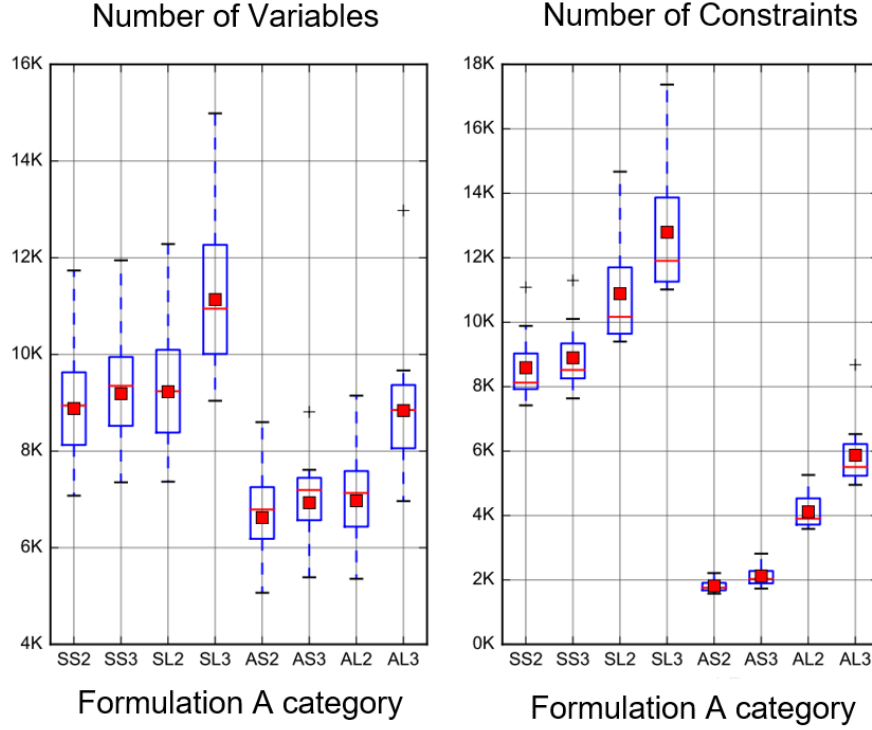 Number of Variables
16K
14K
12K
10K
8K
6K
4K
SS2 SS3 SL2 SL3 AS2 AS3 AL2 AL3
Formulation A category
Number of Constraints
18K
16K
14K
12K
10K
8K
6K
4K
2K
0K
SS2 SS3 SL2 SL3 AS2 AS3 AL2 AL3
Formulation A category